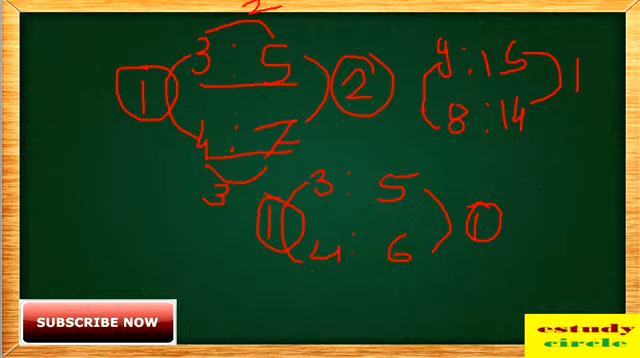 2
3 : 5
1
2
4 : 7
3
9 : 15
8 : 14
1
3 : 5
1
4 : 6
1
SUBSCRIBE NOW
estudy
circle